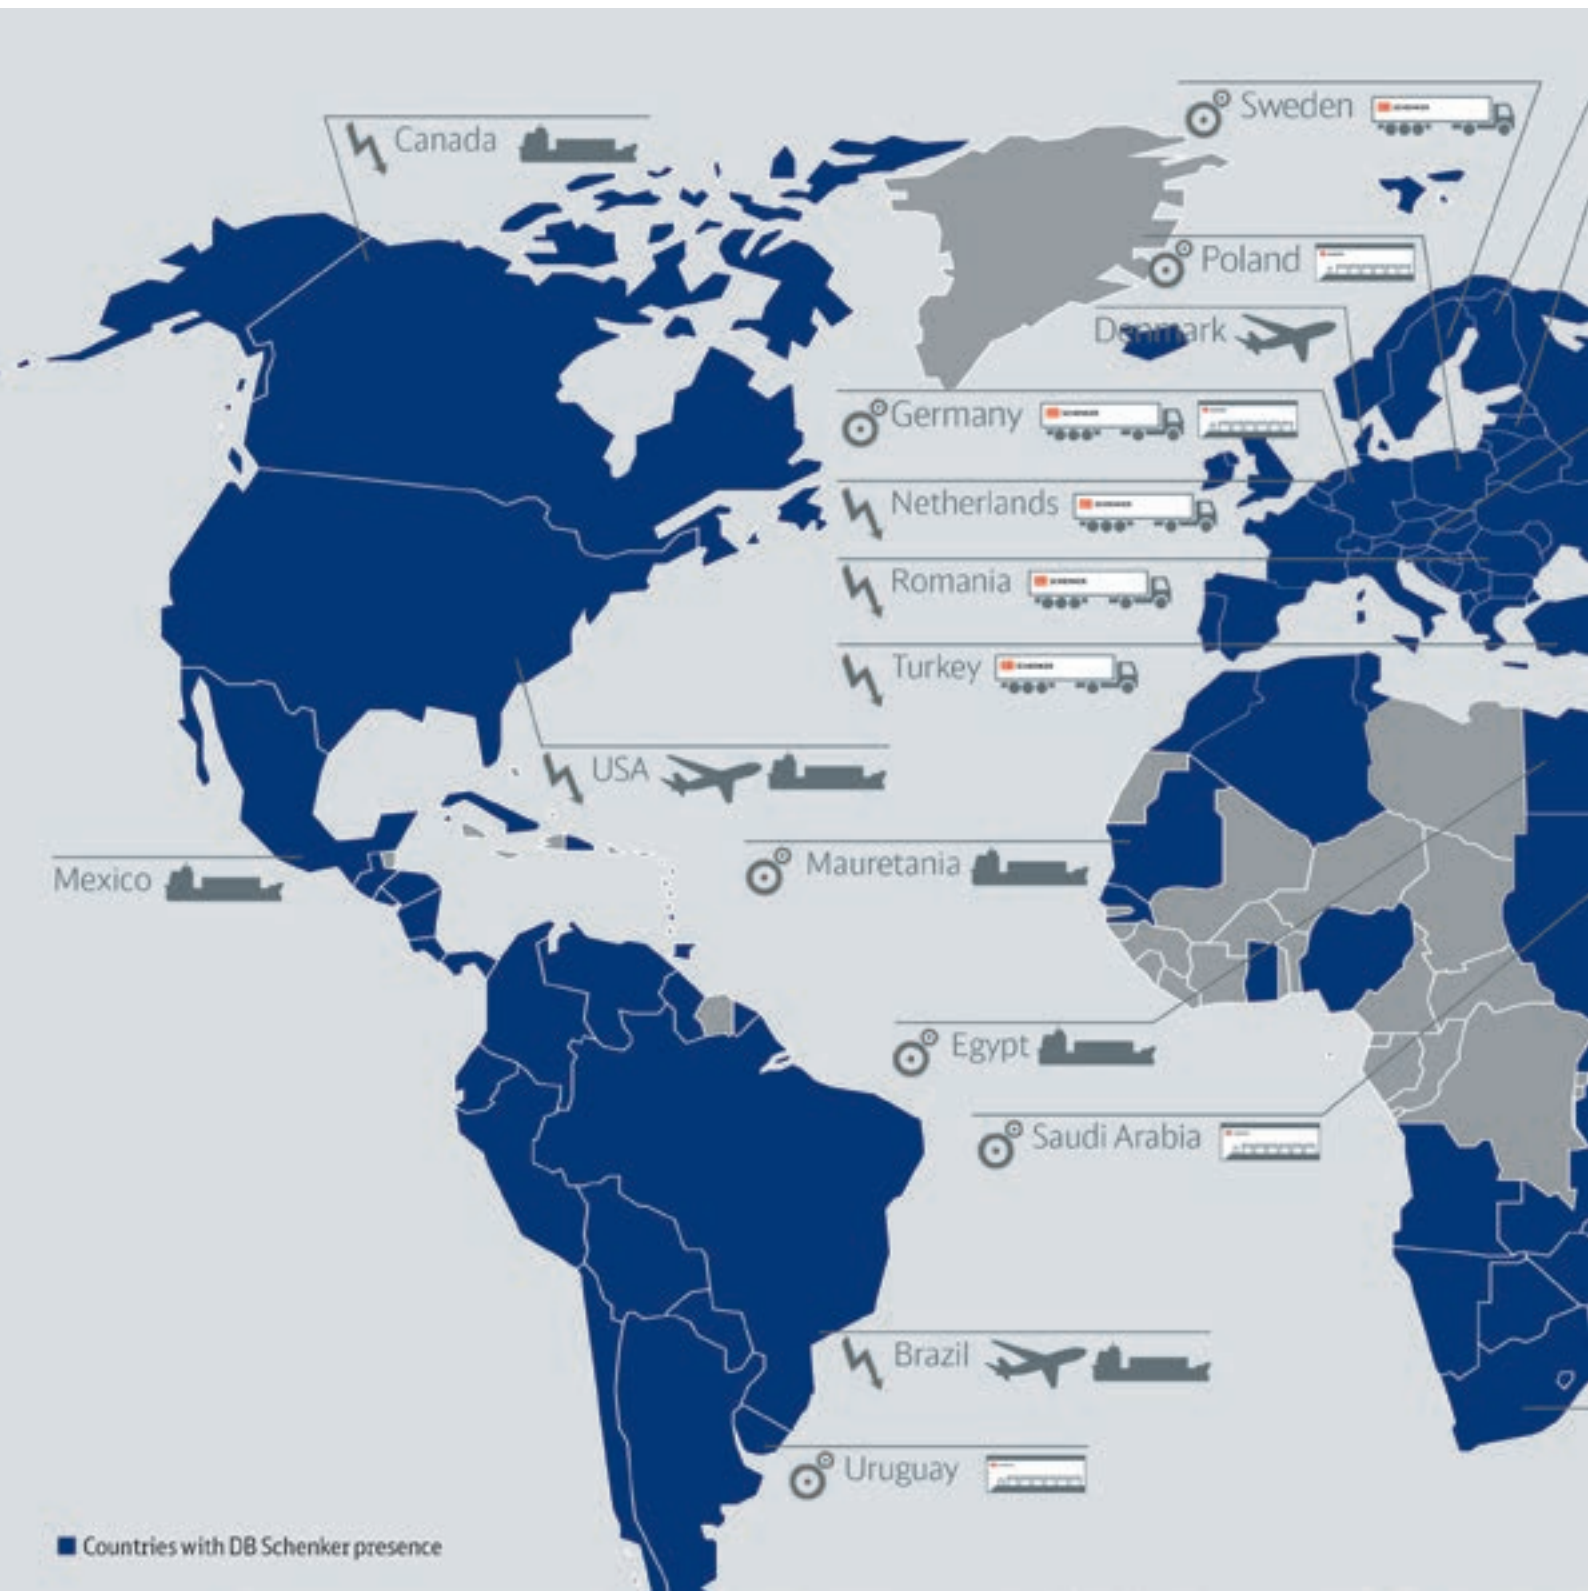 Sweden
Canada
Poland
Denmark
Germany
Netherlands
Romania
Turkey
USA
Mauretania
Mexico
Egypt
Saudi Arabia
Brazil
Uruguay
Countries with DB Schenker presence